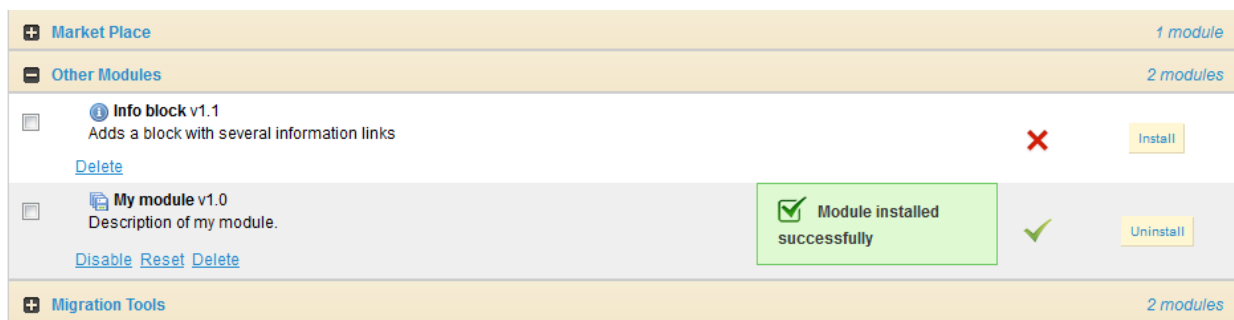 Market Place 1 module
Other Modules 2 modules
Info block v1.1
Adds a block with several information links
Install
Delete
My module v1.0
Description of my module.
Module installed
successfully
Uninstall
Disable Reset Delete
Migration Tools 2 modules